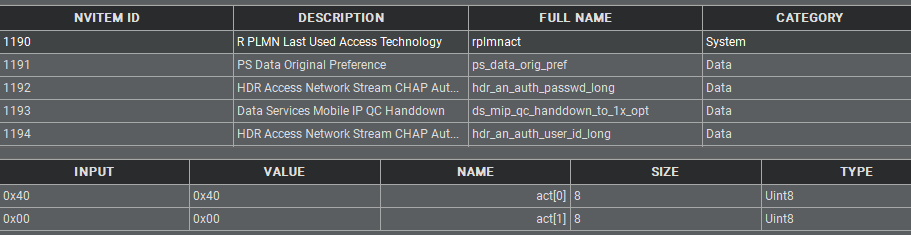 NVITEM ID DESCRIPTION FULL NAME CATEGORY
1190 R PLMN Last Used Access Technology rplmnact System
1191 PS Data Original Preference ps_data_orig_pref Data
1192 HDR Access Network Stream CHAP Aut... hdr_an_auth_passwd_long Data
1193 Data Services Mobile IP QC Handdown ds_mip_qc_handdown_to_1x_opt Data
1194 HDR Access Network Stream CHAP Aut... hdr_an_auth_user_id_long Data
INPUT VALUE NAME SIZE TYPE
0x40 0x40 act[0] 8 Uint8
0x00 0x00 act[1] 8 Uint8